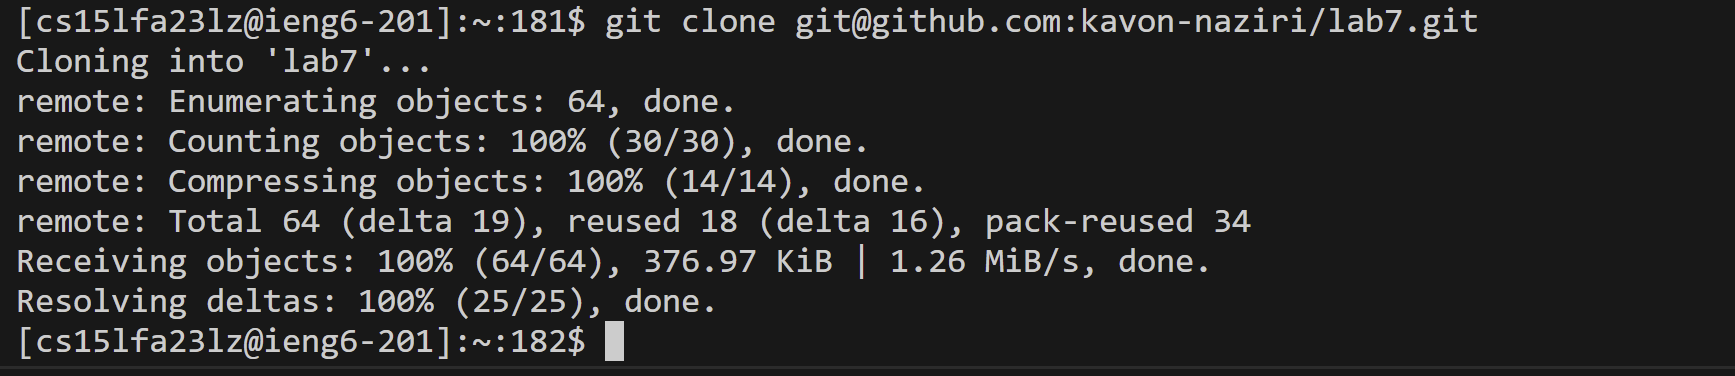 [cs15lfa23lz@ieng6-201]:~:181$ git clone git@github.com:kavon-naziri/lab7.git
Cloning into 'lab7'...
remote: Enumerating objects: 64, done.
remote: Counting objects: 100% (30/30), done.
remote: Compressing objects: 100% (14/14), done.
remote: Total 64 (delta 19), reused 18 (delta 16), pack-reused 34
Receiving objects: 100% (64/64), 376.97 KiB | 1.26 MiB/s, done.
Resolving deltas: 100% (25/25), done.
[cs15lfa23lz@ieng6-201]:~:182$